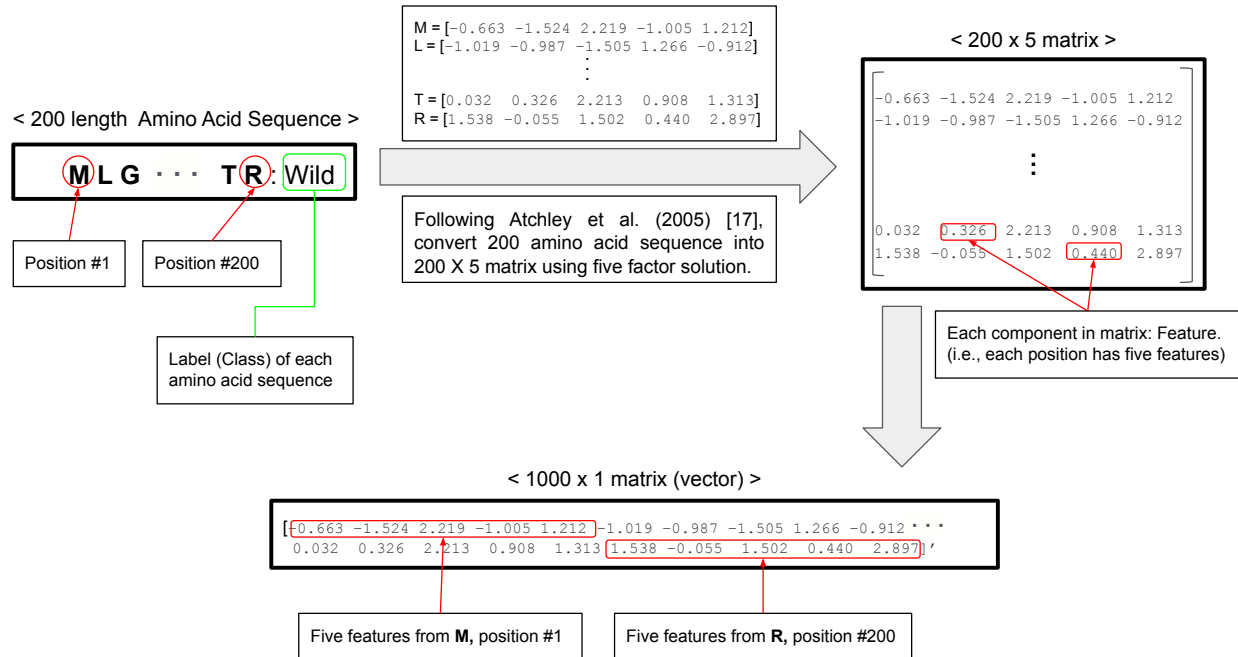 M = [-0.663 -1.524 2.219 -1.005 1.212]
L = [-1.019 -0.987 -1.505 1.266 -0.912]
⋮
T = [0.032 0.326 2.213 0.908 1.313]
R = [1.538 -0.055 1.502 0.440 2.897]
< 200 length Amino Acid Sequence >
M L G ··· T R : Wild
Position #1
Position #200
Label (Class) of each
amino acid sequence
Following Atchley et al. (2005) [17],
convert 200 amino acid sequence into
200 X 5 matrix using five factor solution.
< 200 x 5 matrix >
-0.663 -1.524 2.219 -1.005 1.212
-1.019 -0.987 -1.505 1.266 -0.912
⋮
0.032 0.326 2.213 0.908 1.313
1.538 -0.055 1.502 0.440 2.897
Each component in matrix: Feature.
(i.e., each position has five features)
< 1000 x 1 matrix (vector) >
[-0.663 -1.524 2.219 -1.005 1.212 -1.019 -0.987 -1.505 1.266 -0.912 ···
0.032 0.326 2.213 0.908 1.313 1.538 -0.055 1.502 0.440 2.897]'
Five features from M, position #1
Five features from R, position #200